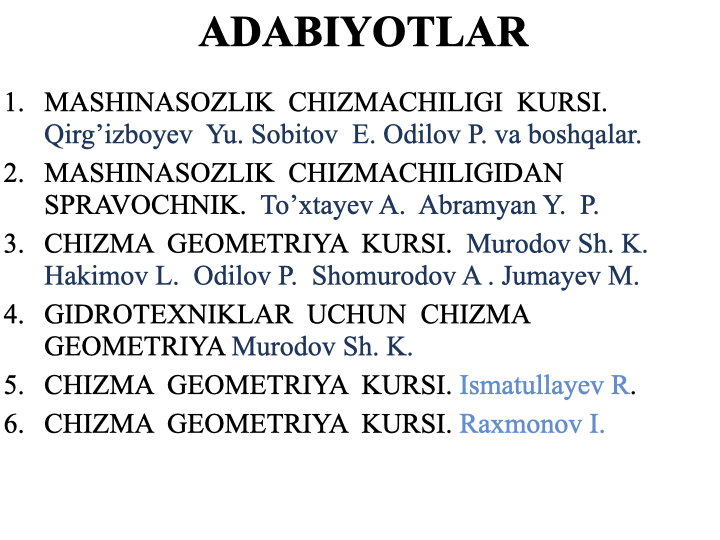 ADABIYOTLAR
1. MASHINASOZLIK CHIZMACHILIGI KURSI.
Qirg’izboyev Yu. Sobitov E. Odilov P. va boshqalar.
2. MASHINASOZLIK CHIZMACHILIGIDAN
SPRAVOCHNIK. To’xtayev A. Abramyan Y. P.
3. CHIZMA GEOMETRIYA KURSI. Murodov Sh. K.
Hakimov L. Odilov P. Shomurodov A . Jumayev M.
4. GIDROTEXNIKLAR UCHUN CHIZMA
GEOMETRIYA Murodov Sh. K.
5. CHIZMA GEOMETRIYA KURSI. Ismatullayev R.
6. CHIZMA GEOMETRIYA KURSI. Raxmonov I.